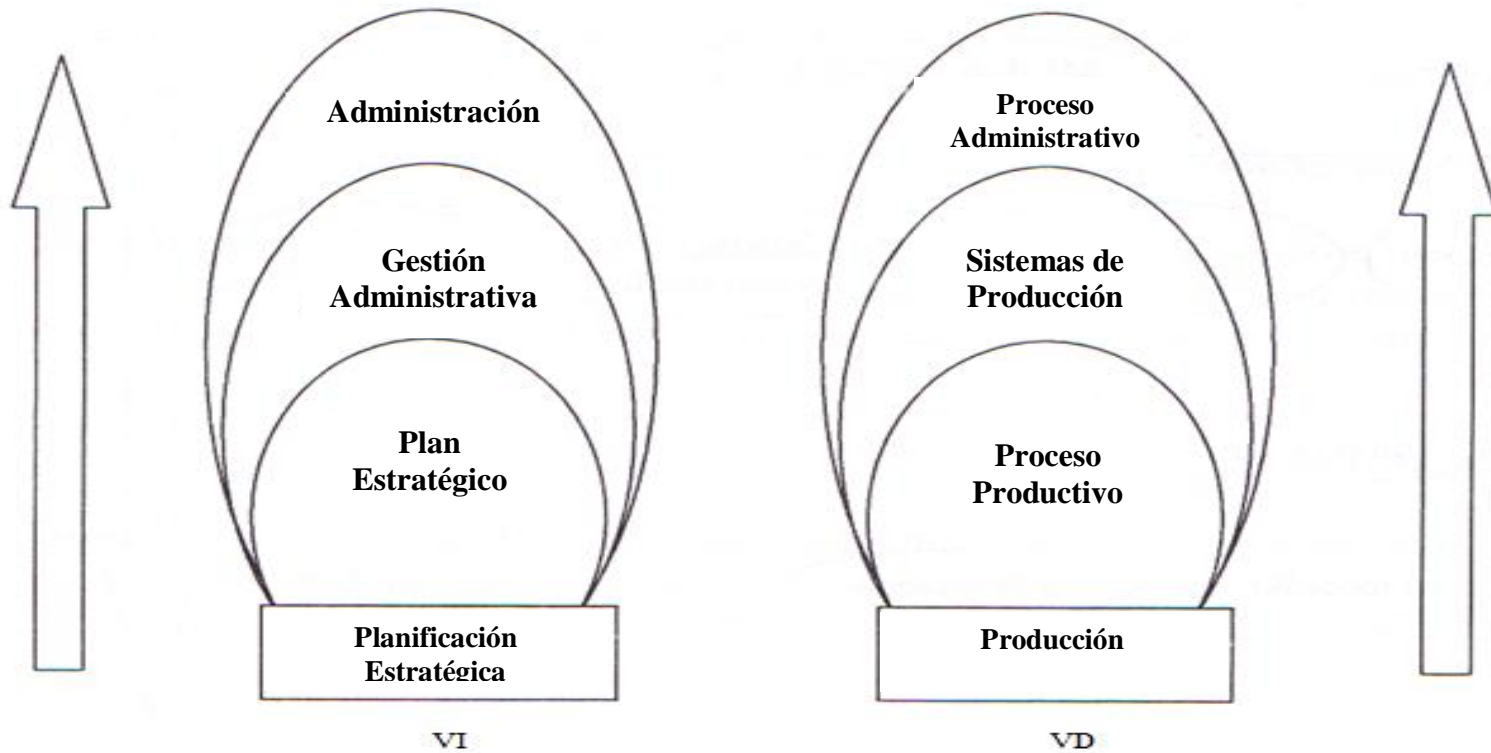 Administración
Gestión
Administrativa
Plan
Estratégico
Planificación
Estratégica
VI
Proceso
Administrativo
Sistemas de
Producción
Proceso
Productivo
Producción
VD